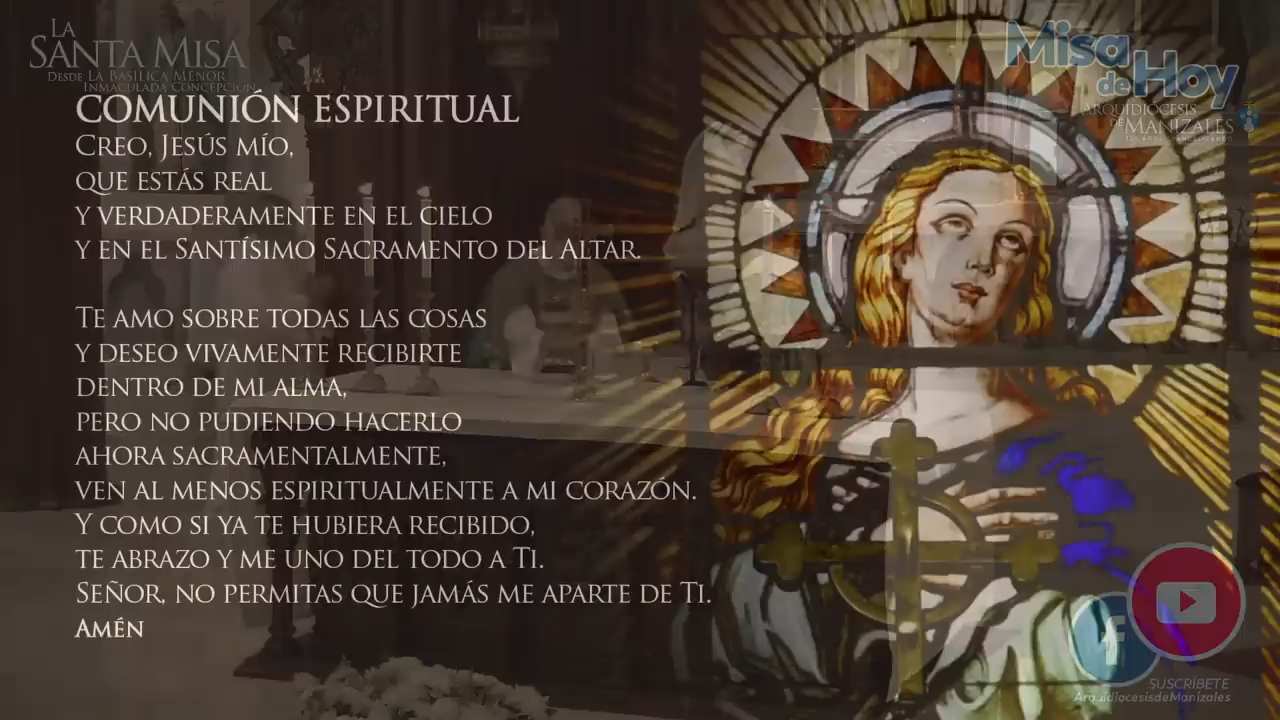 LA
SANTA MISA
DESDE LA BASÍLICA MENOR
INMACULADA CONCEPCIÓN
Misa
de Hoy
ARQUIDIÓCESIS
DE MANIZALES
COMUNIÓN ESPIRITUAL
CREO, JESÚS MÍO,
QUE ESTÁS REAL
Y VERDADERAMENTE EN EL CIELO
Y EN EL SANTÍSIMO SACRAMENTO DEL ALTAR.
TE AMO SOBRE TODAS LAS COSAS
Y DESEO VIVAMENTE RECIBIRTE
DENTRO DE MI ALMA,
PERO NO PUDIENDO HACERLO
AHORA SACRAMENTALMENTE,
VEN AL MENOS ESPIRITUALMENTE A MI CORAZÓN.
Y COMO SI YA TE HUBIERA RECIBIDO,
TE ABRAZO Y ME UNO DEL TODO A TI.
SEÑOR, NO PERMITAS QUE JAMÁS ME APARTE DE TI.
AMÉN
f
SUSCRÍBETE
ArquidiocesisdeManizales